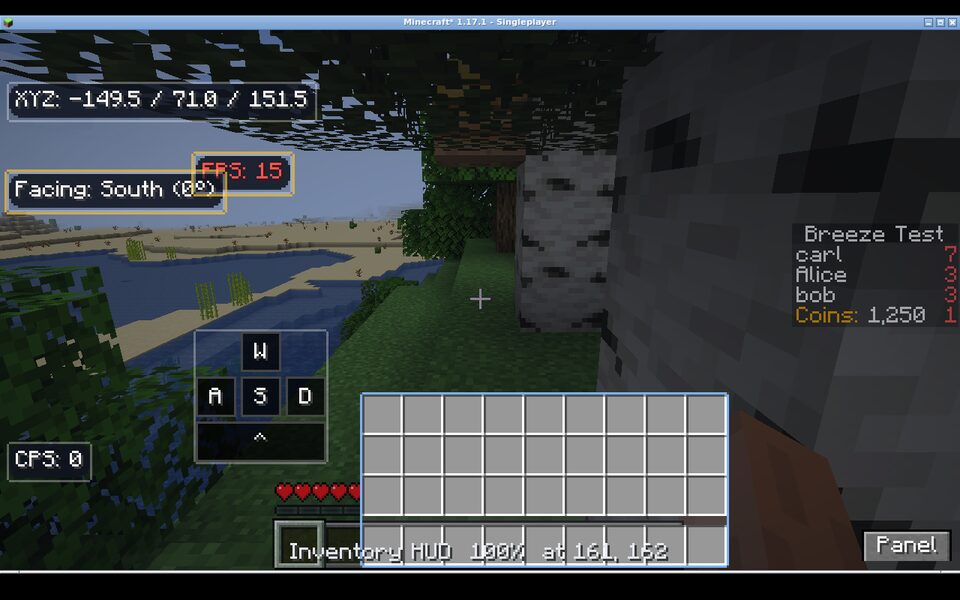 Minecraft* 1.17.1 - Singleplayer
XYZ: -149.5 / 71.0 / 151.5
FPS: 15
Facing: South (0°)
Breeze Test
carl 7
Alice 3
bob 3
Coins: 1,250 1
W
A S D
^
CPS: 0
Inventory HUD 100% at 161, 162
Panel